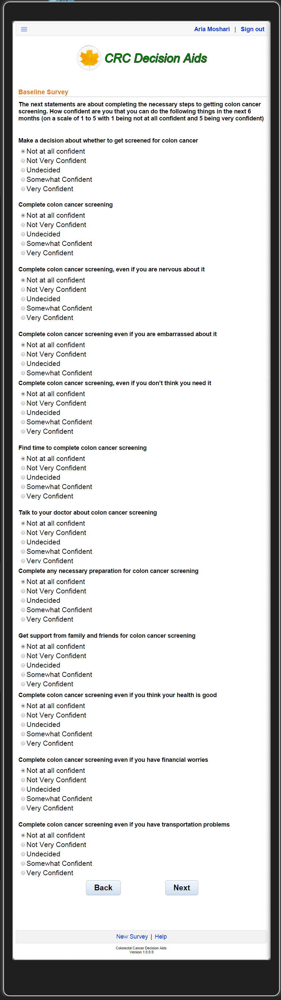 Aria Moshari | Sign out
CRC Decision Aids
Baseline Survey
The next statements are about completing the necessary steps to getting colon cancer
screening. How confident are you that you can do the following things in the next 6
months (on a scale of 1 to 5 with 1 being not at all confident and 5 being very confident)
Make a decision about whether to get screened for colon cancer
Not at all confident
Not Very Confident
Undecided
Somewhat Confident
Very Confident
Complete colon cancer screening
Not at all confident
Not Very Confident
Undecided
Somewhat Confident
Very Confident
Complete colon cancer screening, even if you are nervous about it
Not at all confident
Not Very Confident
Undecided
Somewhat Confident
Very Confident
Complete colon cancer screening even if you are embarrassed about it
Not at all confident
Not Very Confident
Undecided
Somewhat Confident
Complete colon cancer screening, even if you don’t think you need it
Not at all confident
Not Very Confident
Undecided
Somewhat Confident
Very Confident
Find time to complete colon cancer screening
Not at all confident
Not Very Confident
Undecided
Somewhat Confident
Very Confident
Talk to your doctor about colon cancer screening
Not at all confident
Not Very Confident
Undecided
Somewhat Confident
Very Confident
Complete any necessary preparation for colon cancer screening
Not at all confident
Not Very Confident
Undecided
Somewhat Confident
Very Confident
Get support from family and friends for colon cancer screening
Not at all confident
Not Very Confident
Undecided
Somewhat Confident
Very Confident
Complete colon cancer screening even if you think your health is good
Not at all confident
Not Very Confident
Undecided
Somewhat Confident
Very Confident
Complete colon cancer screening even if you have financial worries
Not at all confident
Not Very Confident
Undecided
Somewhat Confident
Very Confident
Complete colon cancer screening even if you have transportation problems
Not at all confident
Not Very Confident
Undecided
Somewhat Confident
Very Confident
Back Next
New Survey | Help
Colorectal Cancer Decision Aids
Version 1.0.0.0